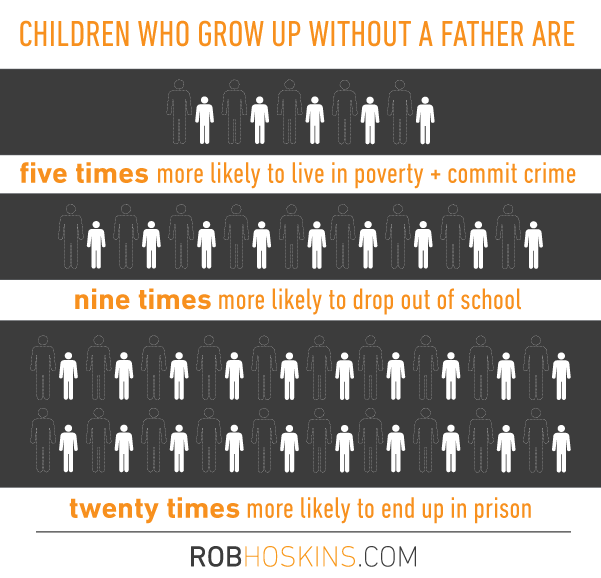 CHILDREN WHO GROW UP WITHOUT A FATHER ARE
five times more likely to live in poverty + commit crime
nine times more likely to drop out of school
twenty times more likely to end up in prison
ROBHOSKINS.COM